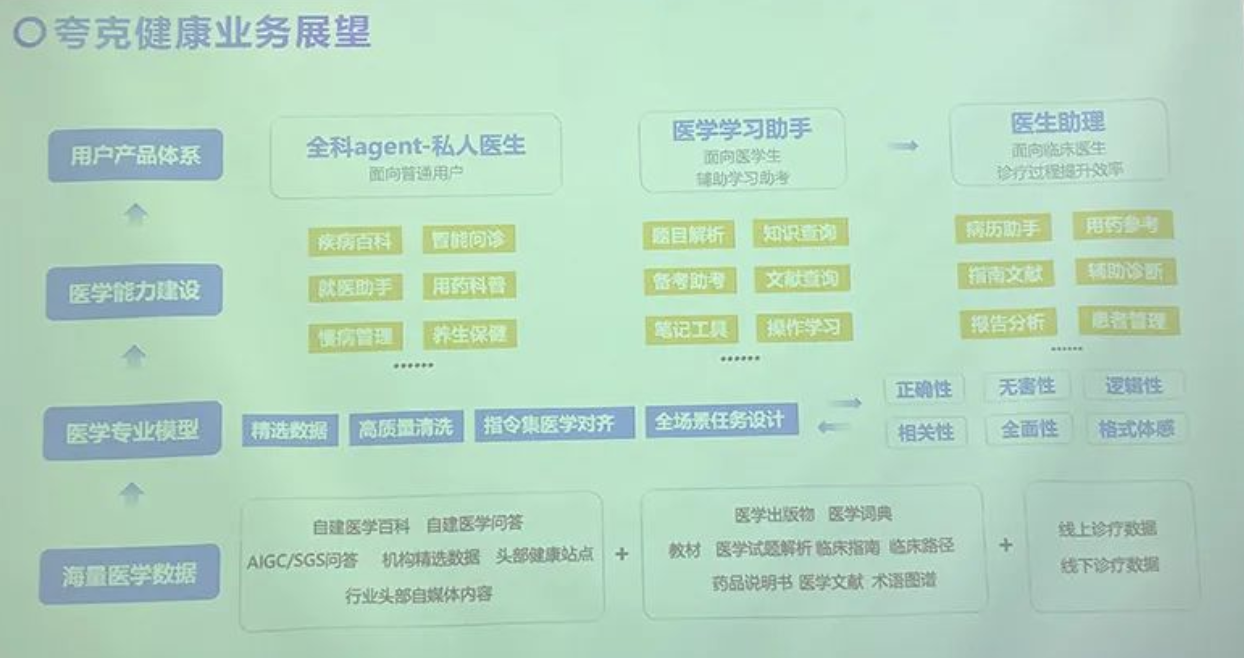 夸克健康业务展望
用户产品体系
全科agent-私人医生
面向普通用户
医学学习助手
面向医学生
辅助学习助考
医生助理
面向临床医生
诊疗过程提升效率
医学能力建设
疾病百科 智能问诊
就医助手 用药科普
慢病管理 养生保健
······
题目解析 知识查询
备考助考 文献查询
笔记工具 操作学习
······
病历助手 用药参考
指南文献 辅助诊断
报告分析 患者管理
······
医学专业模型
精选数据 高质量清洗 指令集医学对齐 全场景任务设计
正确性 无害性 逻辑性
相关性 全面性 格式体感
海量医学数据
自建医学百科 自建医学问答
AIGC/SGS问答 机构精选数据 头部健康站点
行业头部自媒体内容
+
医学出版物 医学词典
教材 医学试题解析 临床指南 临床路径
药品说明书 医学文献 术语图谱
+
线上诊疗数据
线下诊疗数据